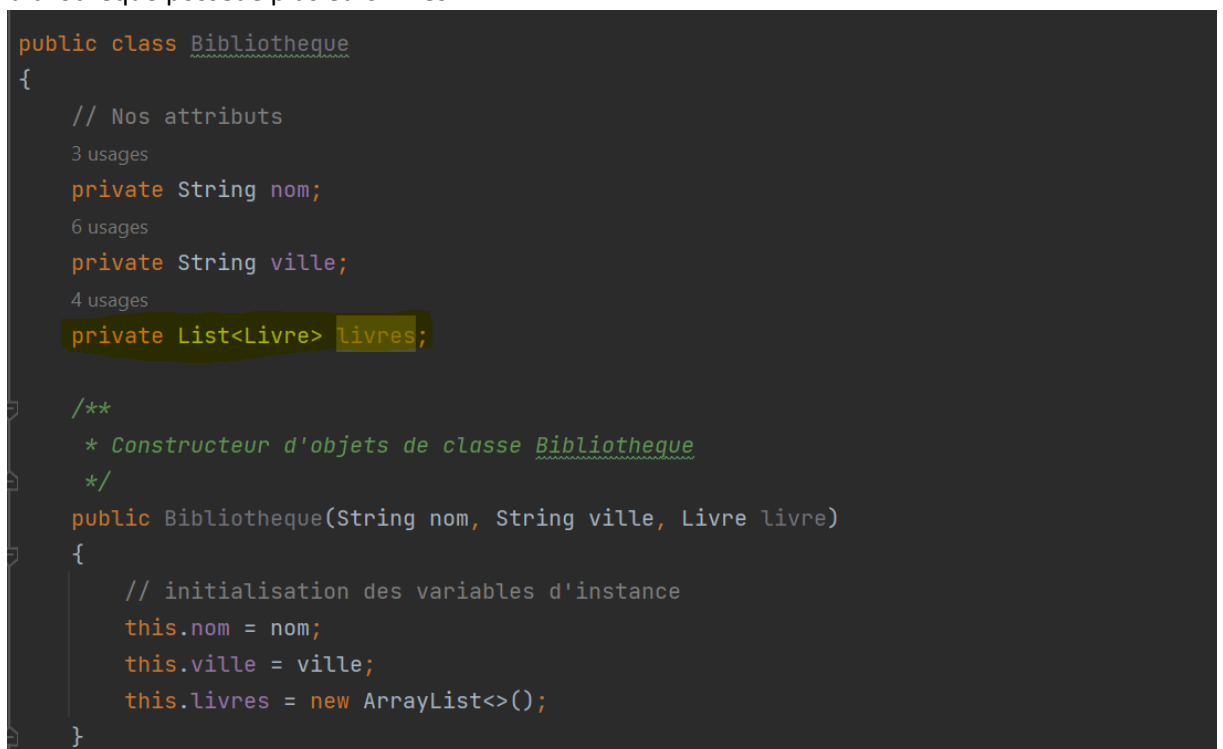 public class Bibliotheque
{
// Nos attributs
3 usages
private String nom;
6 usages
private String ville;
4 usages
private List<Livre> livres;
/**
* Constructeur d'objets de classe Bibliotheque
*/
public Bibliotheque(String nom, String ville, Livre livre)
{
// initialisation des variables d'instance
this.nom = nom;
this.ville = ville;
this.livres = new ArrayList<>();
}